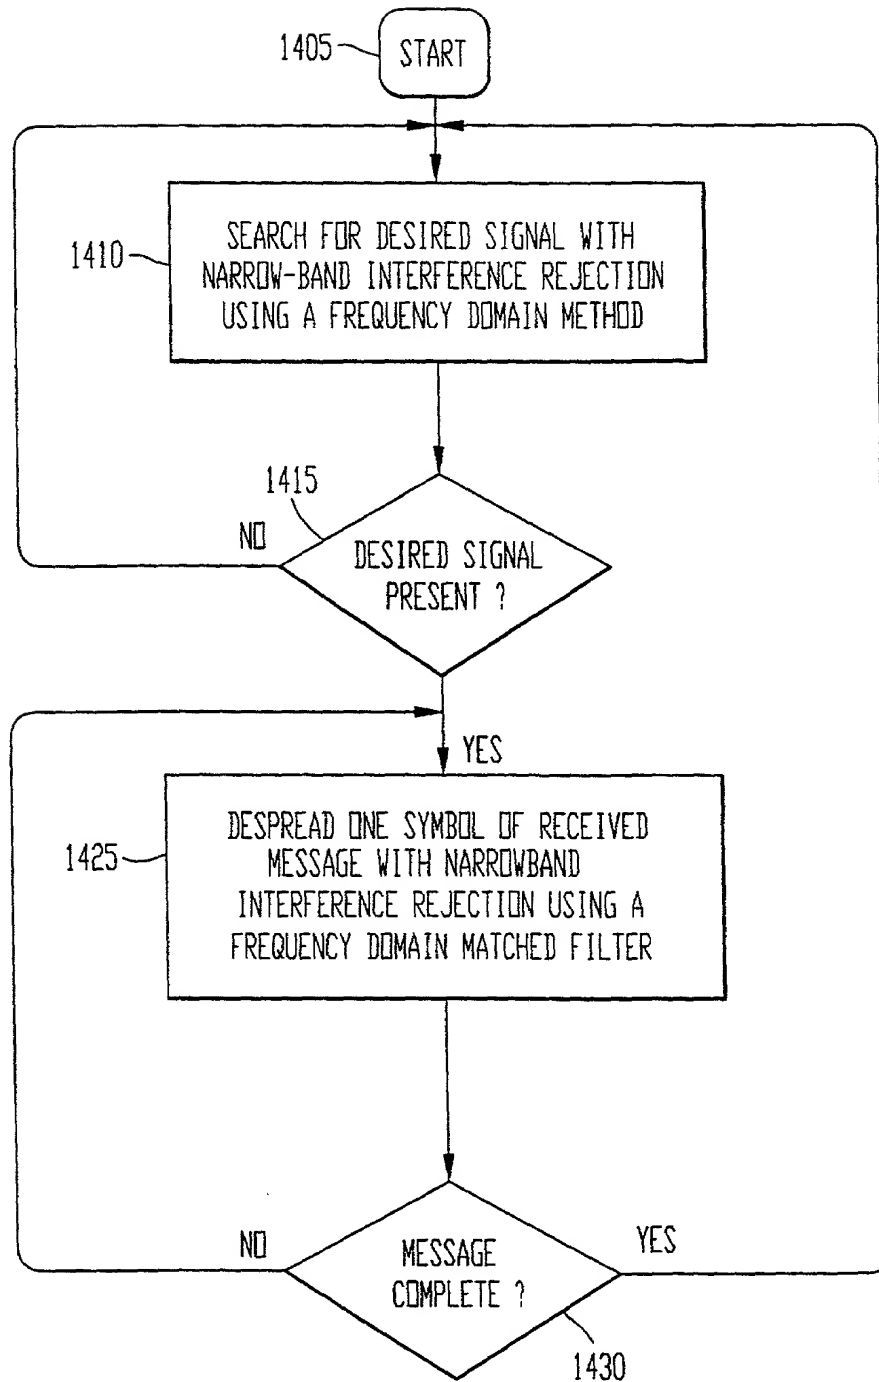 1405
START
1410
SEARCH FOR DESIRED SIGNAL WITH
NARROW-BAND INTERFERENCE REJECTION
USING A FREQUENCY DOMAIN METHOD
1415
NO
DESIRED SIGNAL
PRESENT ?
YES
1425
DESPREAD ONE SYMBOL OF RECEIVED
MESSAGE WITH NARROWBAND
INTERFERENCE REJECTION USING A
FREQUENCY DOMAIN MATCHED FILTER
NO
MESSAGE
COMPLETE ?
YES
1430